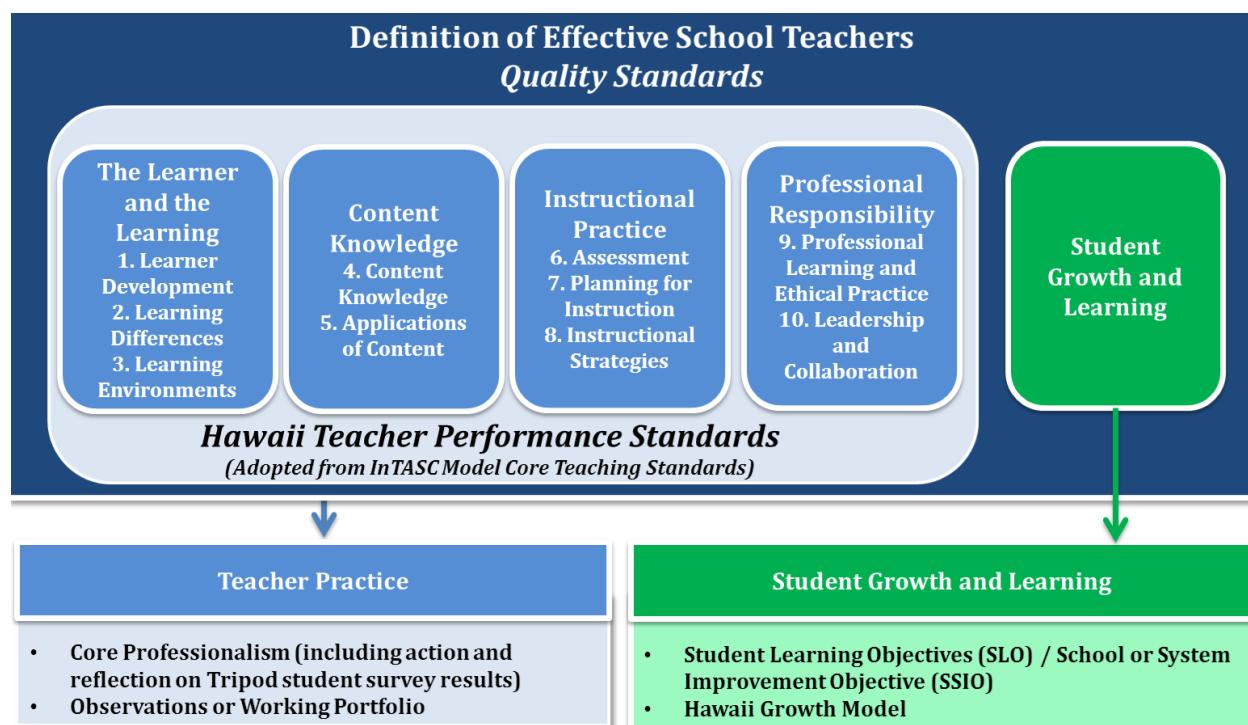 Definition of Effective School Teachers
Quality Standards
The Learner
and the
Learning
1. Learner
Development
2. Learning
Differences
3. Learning
Environments
Content
Knowledge
4. Content
Knowledge
5. Applications
of Content
Instructional
Practice
6. Assessment
7. Planning for
Instruction
8. Instructional
Strategies
Professional
Responsibility
9. Professional
Learning and
Ethical Practice
10. Leadership
and
Collaboration
Student
Growth and
Learning
Hawaii Teacher Performance Standards
(Adopted from InTASC Model Core Teaching Standards)
Teacher Practice
• Core Professionalism (including action and
reflection on Tripod student survey results)
• Observations or Working Portfolio
Student Growth and Learning
• Student Learning Objectives (SLO) / School or System
Improvement Objective (SSIO)
• Hawaii Growth Model